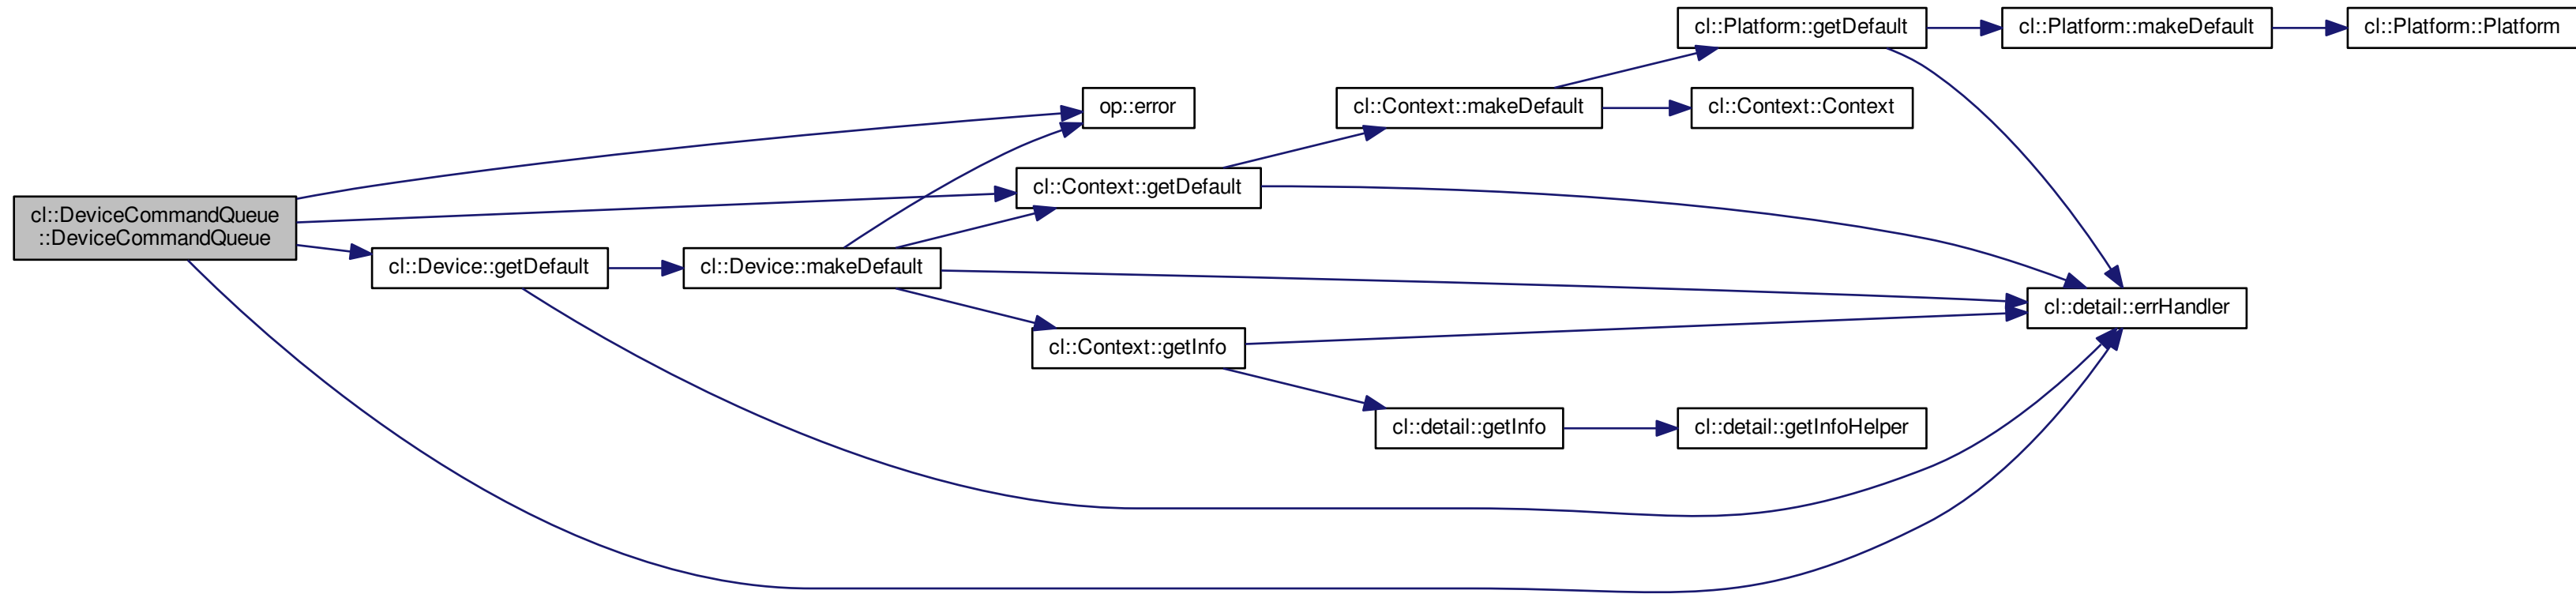 cl::DeviceCommandQueue
::DeviceCommandQueue
op::error
cl::Context::getDefault
cl::Device::getDefault
cl::Device::makeDefault
cl::Context::getInfo
cl::Context::makeDefault
cl::detail::getInfo
cl::Platform::getDefault
cl::Context::Context
cl::detail::getInfoHelper
cl::Platform::makeDefault
cl::detail::errHandler
cl::Platform::Platform